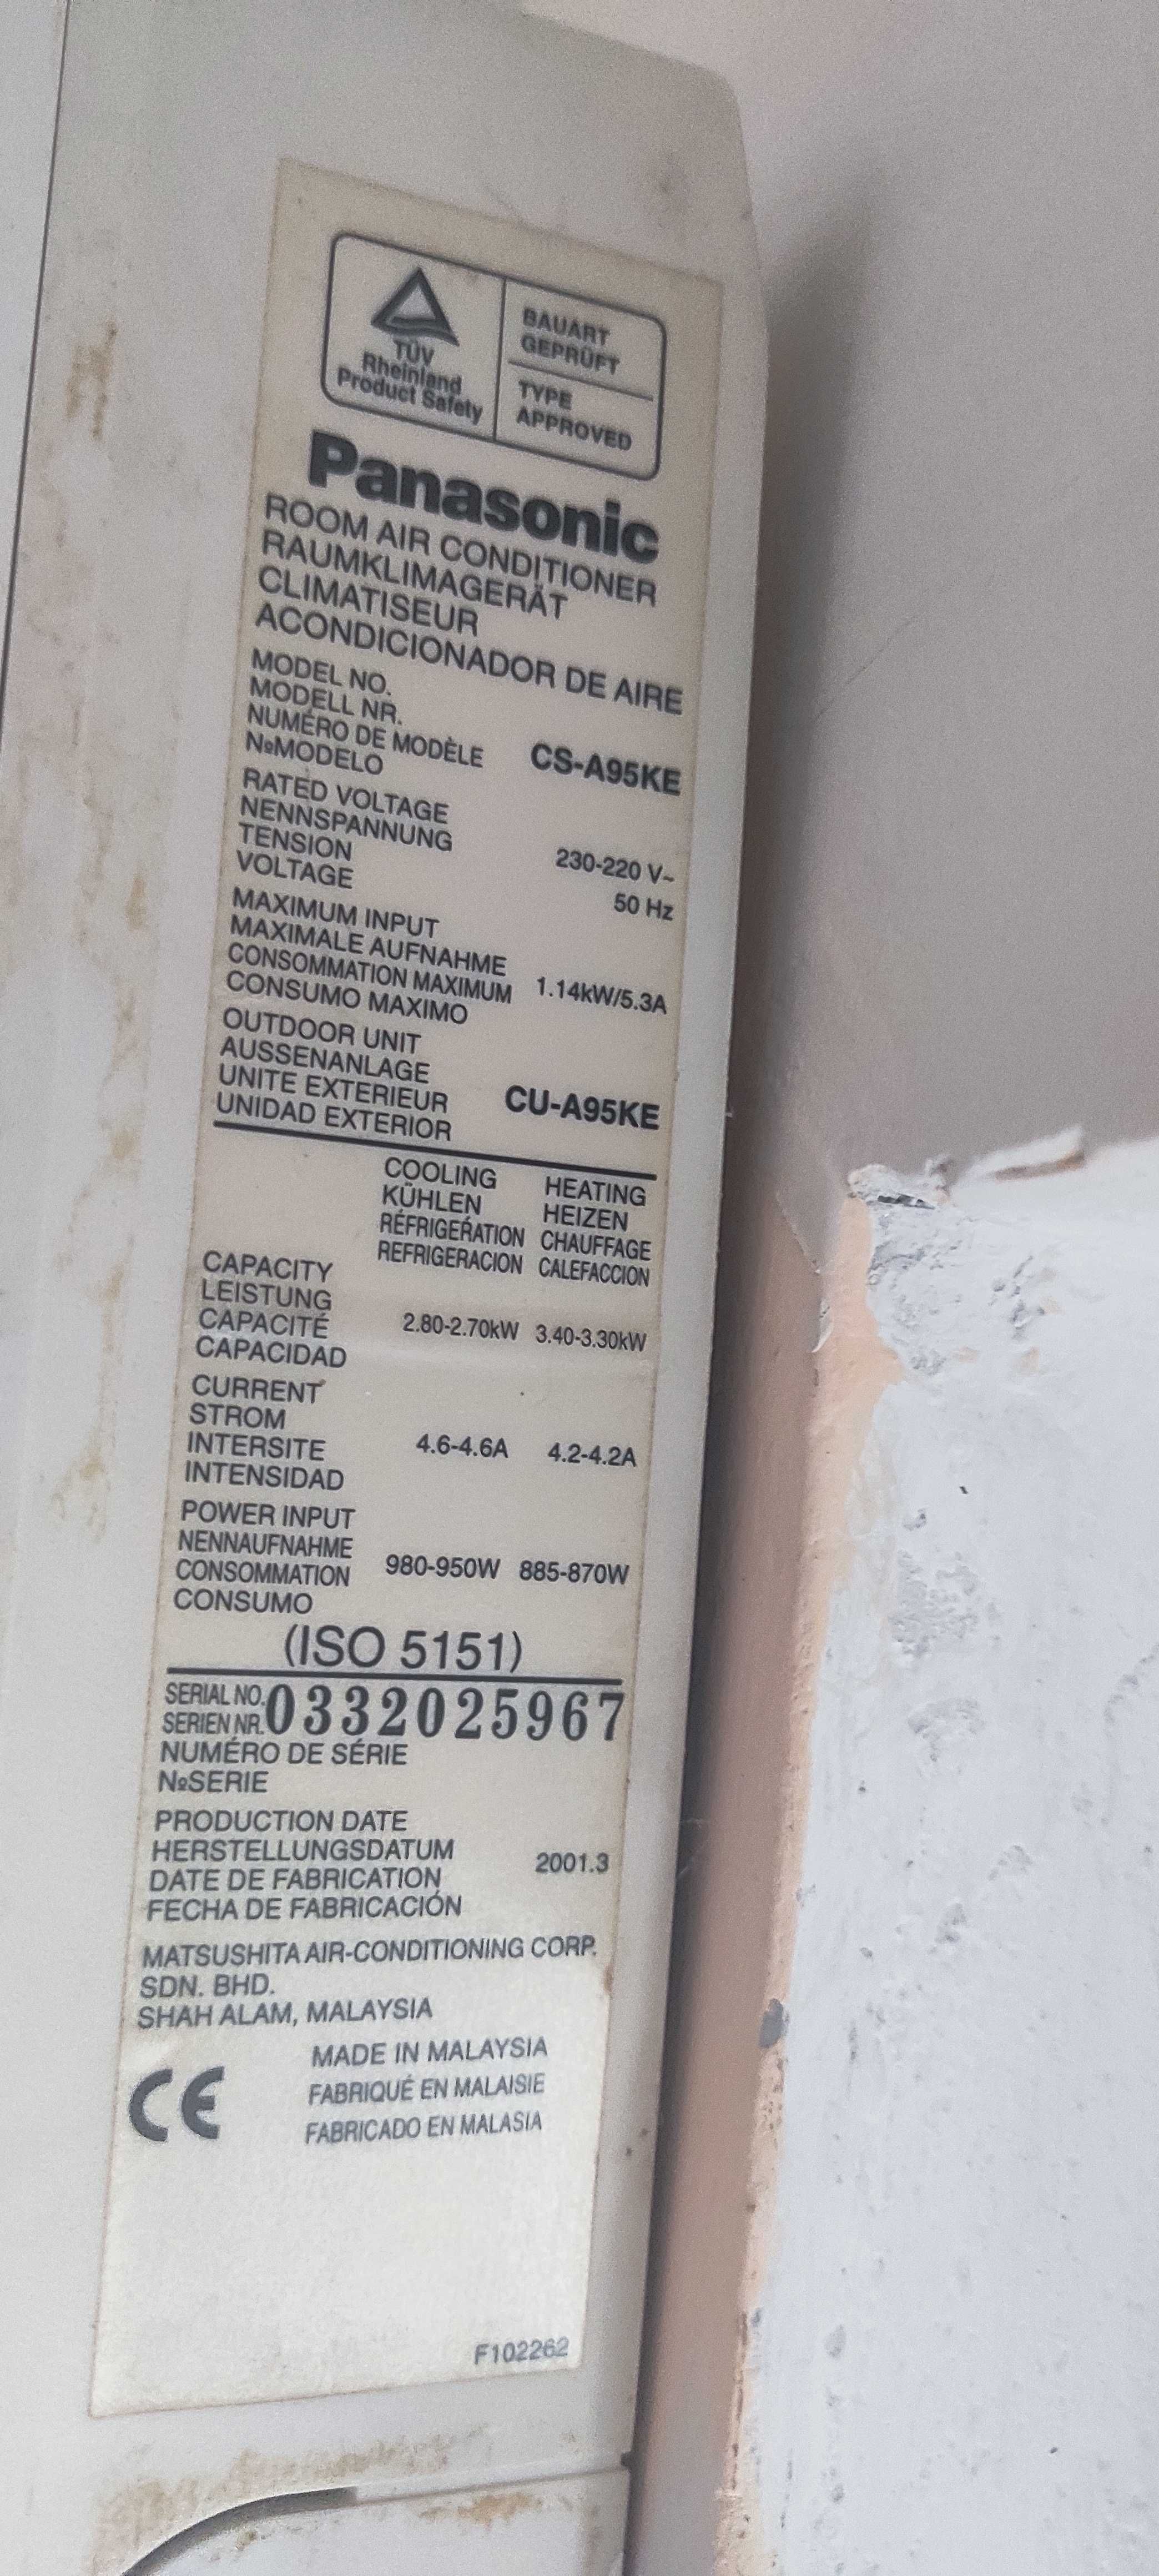 TÜV
Rheinland
Product Safety
BAUART
GEPRÜFT
TYPE
APPROVED
Panasonic
ROOM AIR CONDITIONER
RAUMKLIMAGERÄT
CLIMATISEUR
ACONDICIONADOR DE AIRE
MODEL NO.
MODELL NR.
NUMÉRO DE MODÈLE CS-A95KE
NºMODELO
RATED VOLTAGE
NENNSPANNUNG
TENSION 230-220 V~
VOLTAGE 50 Hz
MAXIMUM INPUT
MAXIMALE AUFNAHME
CONSOMMATION MAXIMUM 1.14kW/5.3A
CONSUMO MAXIMO
OUTDOOR UNIT
AUSSENANLAGE
UNITE EXTERIEUR CU-A95KE
UNIDAD EXTERIOR
COOLING HEATING
KÜHLEN HEIZEN
RÉFRIGEŔATION CHAUFFAGE
REFRIGERACION CALEFACCION
CAPACITY
LEISTUNG
CAPACITÉ 2.80-2.70kW 3.40-3.30kW
CAPACIDAD
CURRENT
STROM
INTERSITE 4.6-4.6A 4.2-4.2A
INTENSIDAD
POWER INPUT
NENNAUFNAHME
CONSOMMATION 980-950W 885-870W
CONSUMO
(ISO 5151)
SERIAL NO.
SERIEN NR. 0332025967
NUMÉRO DE SÉRIE
NºSERIE
PRODUCTION DATE
HERSTELLUNGSDATUM
DATE DE FABRICATION 2001.3
FECHA DE FABRICACIÓN
MATSUSHITA AIR-CONDITIONING CORP.
SDN. BHD.
SHAH ALAM, MALAYSIA
CE
MADE IN MALAYSIA
FABRIQUÉ EN MALAISIE
FABRICADO EN MALASIA
F102262